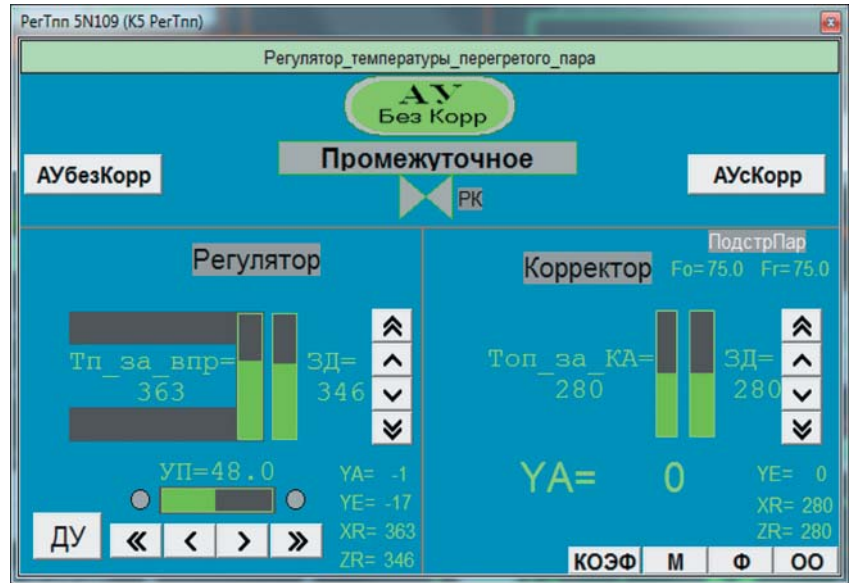 РегТпп 5N109 (K5 РегТпп)
Регулятор_температуры_перегретого_пара
АУ
Без Корр
Промежуточное
АУбезКорр
АУсКорр
РК
Регулятор
Тп_за_впр=
363
ЗД=
346
УП=48.0
YA= -1
YE= -17
XR= 363
ZR= 346
ДУ
ПодстрПар
Корректор
Fo=75.0 Fr=75.0
Топ_за_КА=
280
ЗД=
280
YA= 0
YE= 0
XR= 280
ZR= 280
КОЭФ М Ф ОО